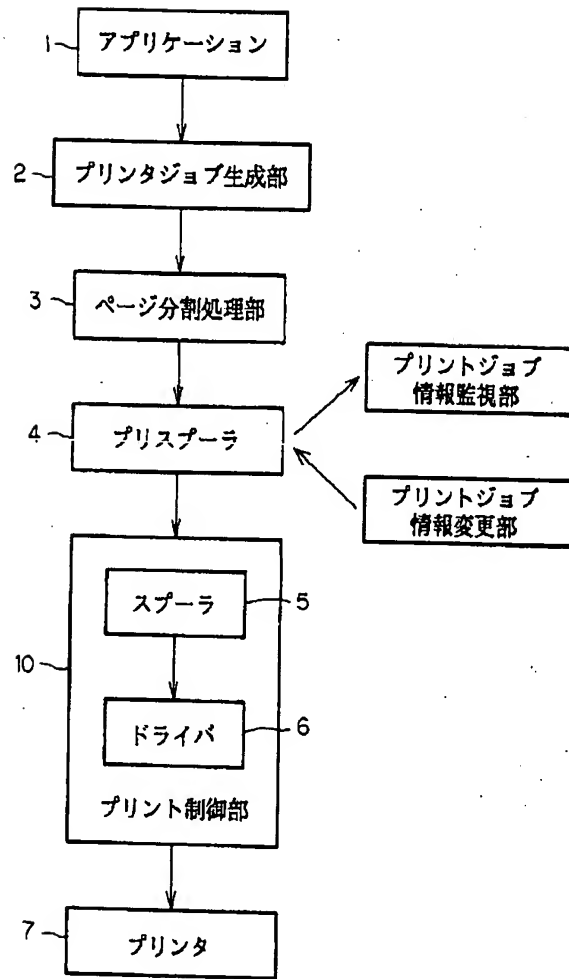 1
アプリケーション
2
プリンタジョブ生成部
3
ページ分割処理部
4
プリスプーラ
プリントジョブ
情報監視部
プリントジョブ
情報変更部
10
スプーラ
5
ドライバ
6
プリント制御部
7
プリンタ